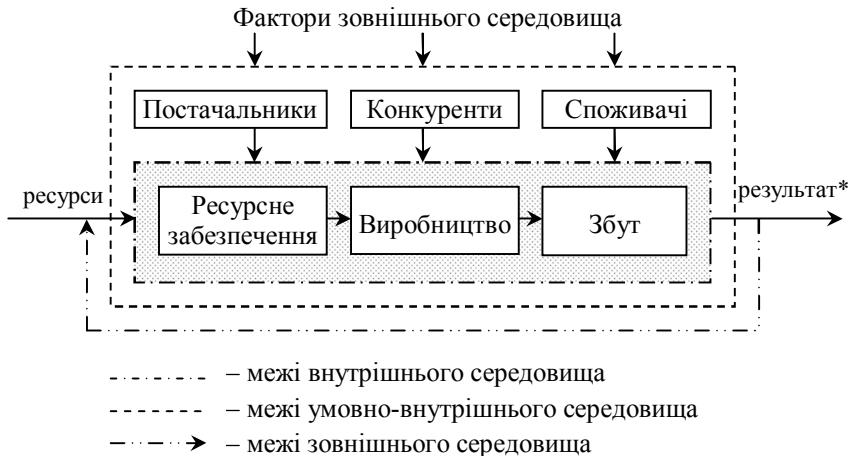 Фактори зовнішнього середовища
Постачальники Конкуренти Споживачі
ресурси
результат*
Ресурсне
забезпечення
Виробництво
Збут
– межі внутрішнього середовища
– межі умовно-внутрішнього середовища
– межі зовнішнього середовища